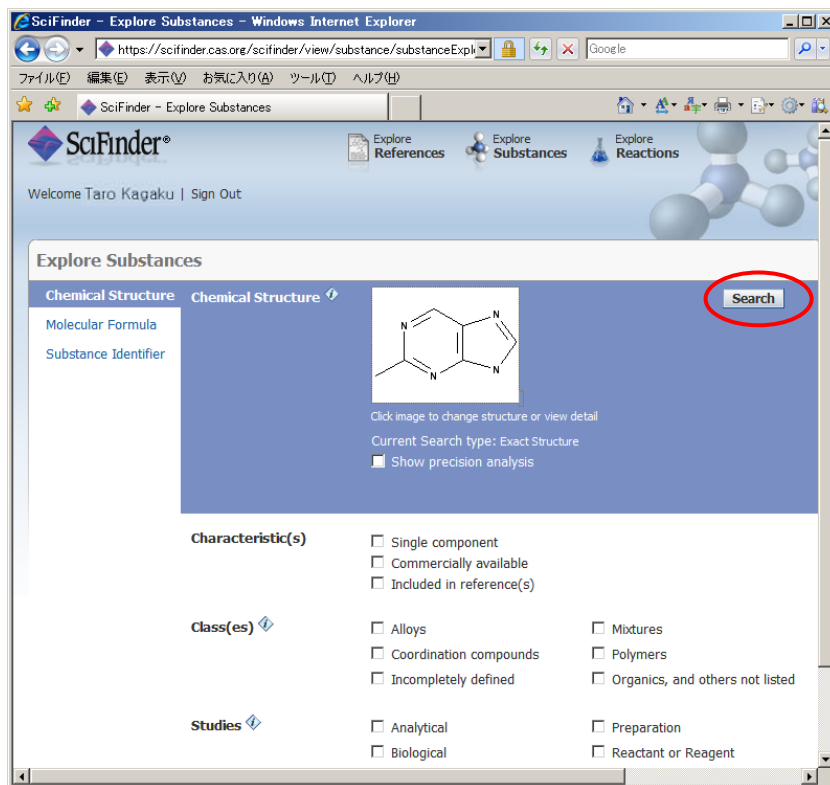 SciFinder - Explore Substances - Windows Internet Explorer
https://scifinder.cas.org/scifinder/view/substance/substanceExpl
Google
ファイル(F) 編集(E) 表示(V) お気に入り(A) ツール(T) ヘルプ(H)
SciFinder - Explore Substances
SciFinder®
Explore References
Explore Substances
Explore Reactions
Welcome Taro Kagaku | Sign Out
Explore Substances
Chemical Structure
Molecular Formula
Substance Identifier
Chemical Structure
N
N
N
N
Search
Click image to change structure or view detail
Current Search type: Exact Structure
Show precision analysis
Characteristic(s)
Single component
Commercially available
Included in reference(s)
Class(es)
Alloys
Mixtures
Coordination compounds
Polymers
Incompletely defined
Organics, and others not listed
Studies
Analytical
Preparation
Biological
Reactant or Reagent